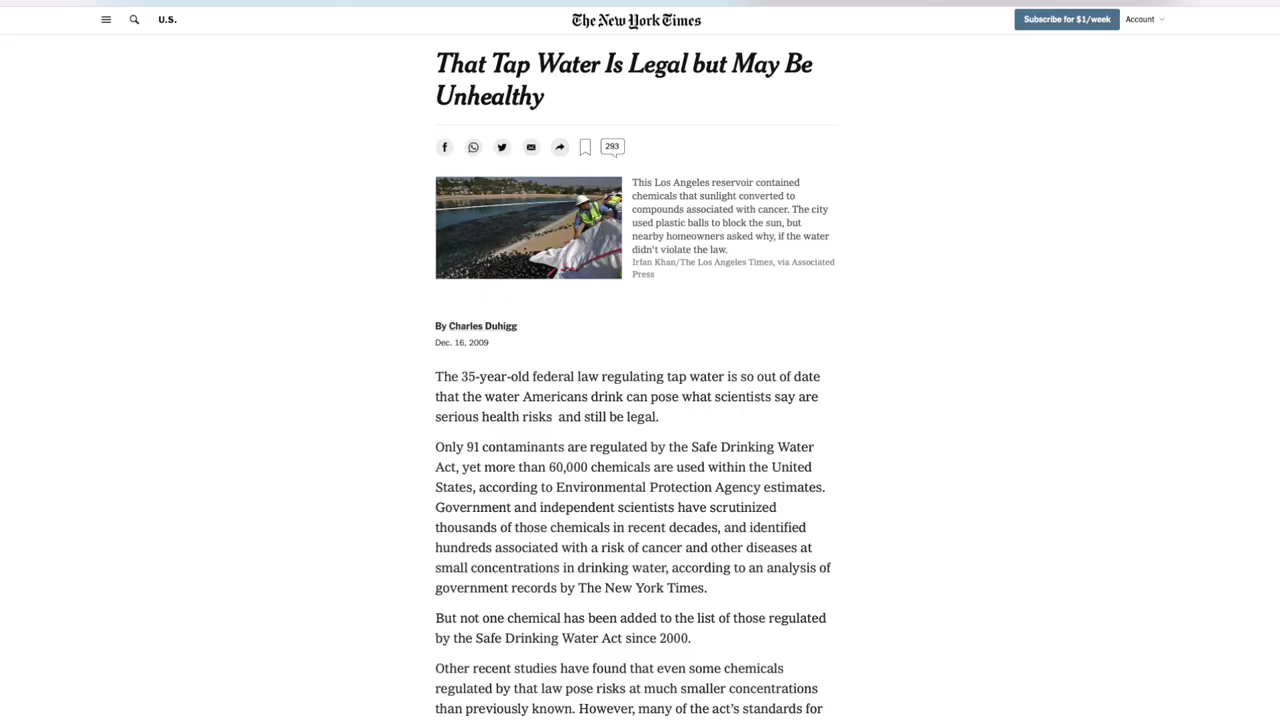 U.S.
The New York Times
Subscribe for $1/week
Account
That Tap Water Is Legal but May Be
Unhealthy
293
This Los Angeles reservoir contained
chemicals that sunlight converted to
compounds associated with cancer. The city
used plastic balls to block the sun, but
nearby homeowners asked why, if the water
didn't violate the law.
Irfan Khan/The Los Angeles Times, via Associated
Press
By Charles Duhigg
Dec. 16, 2009
The 35-year-old federal law regulating tap water is so out of date
that the water Americans drink can pose what scientists say are
serious health risks and still be legal.
Only 91 contaminants are regulated by the Safe Drinking Water
Act, yet more than 60,000 chemicals are used within the United
States, according to Environmental Protection Agency estimates.
Government and independent scientists have scrutinized
thousands of those chemicals in recent decades, and identified
hundreds associated with a risk of cancer and other diseases at
small concentrations in drinking water, according to an analysis of
government records by The New York Times.
But not one chemical has been added to the list of those regulated
by the Safe Drinking Water Act since 2000.
Other recent studies have found that even some chemicals
regulated by that law pose risks at much smaller concentrations
than previously known. However, many of the act's standards for